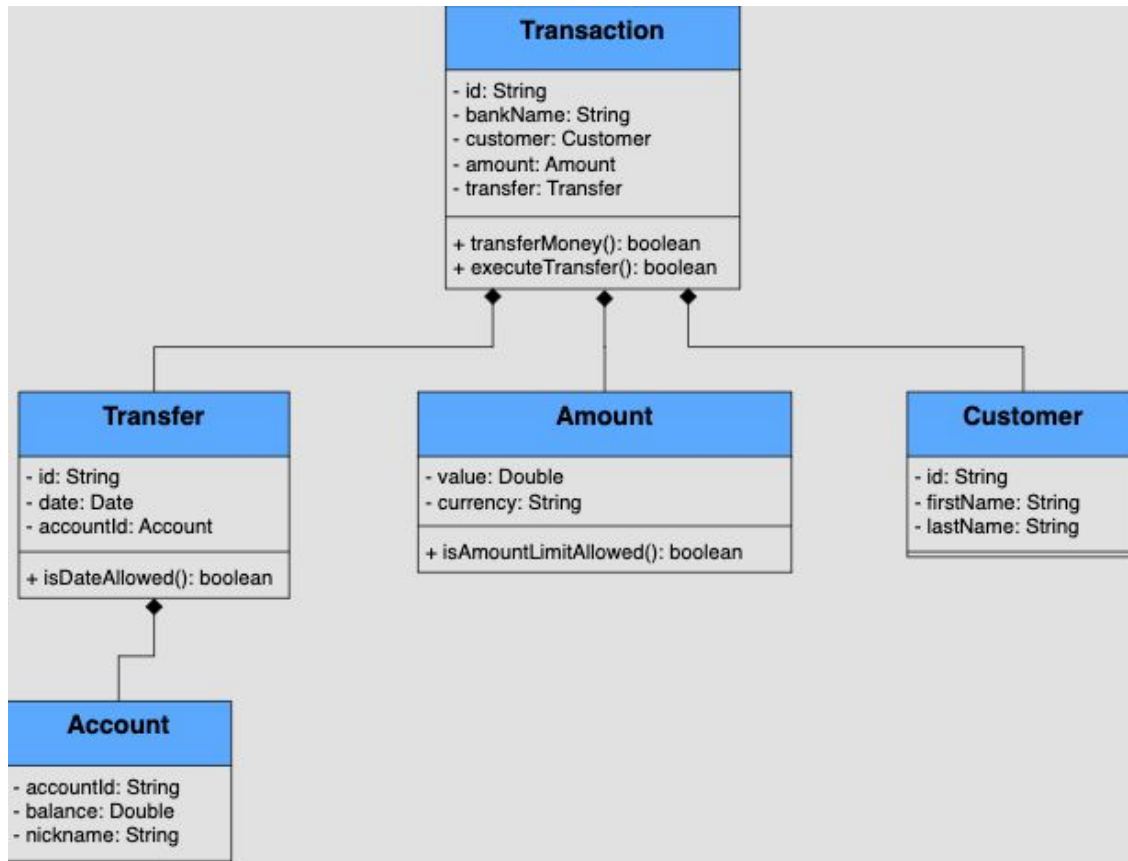 Transaction
- id: String
- bankName: String
- customer: Customer
- amount: Amount
- transfer: Transfer
+ transferMoney(): boolean
+ executeTransfer(): boolean
Transfer
- id: String
- date: Date
- accountId: Account
+ isDateAllowed(): boolean
Amount
- value: Double
- currency: String
+ isAmountLimitAllowed(): boolean
Customer
- id: String
- firstName: String
- lastName: String
Account
- accountId: String
- balance: Double
- nickname: String